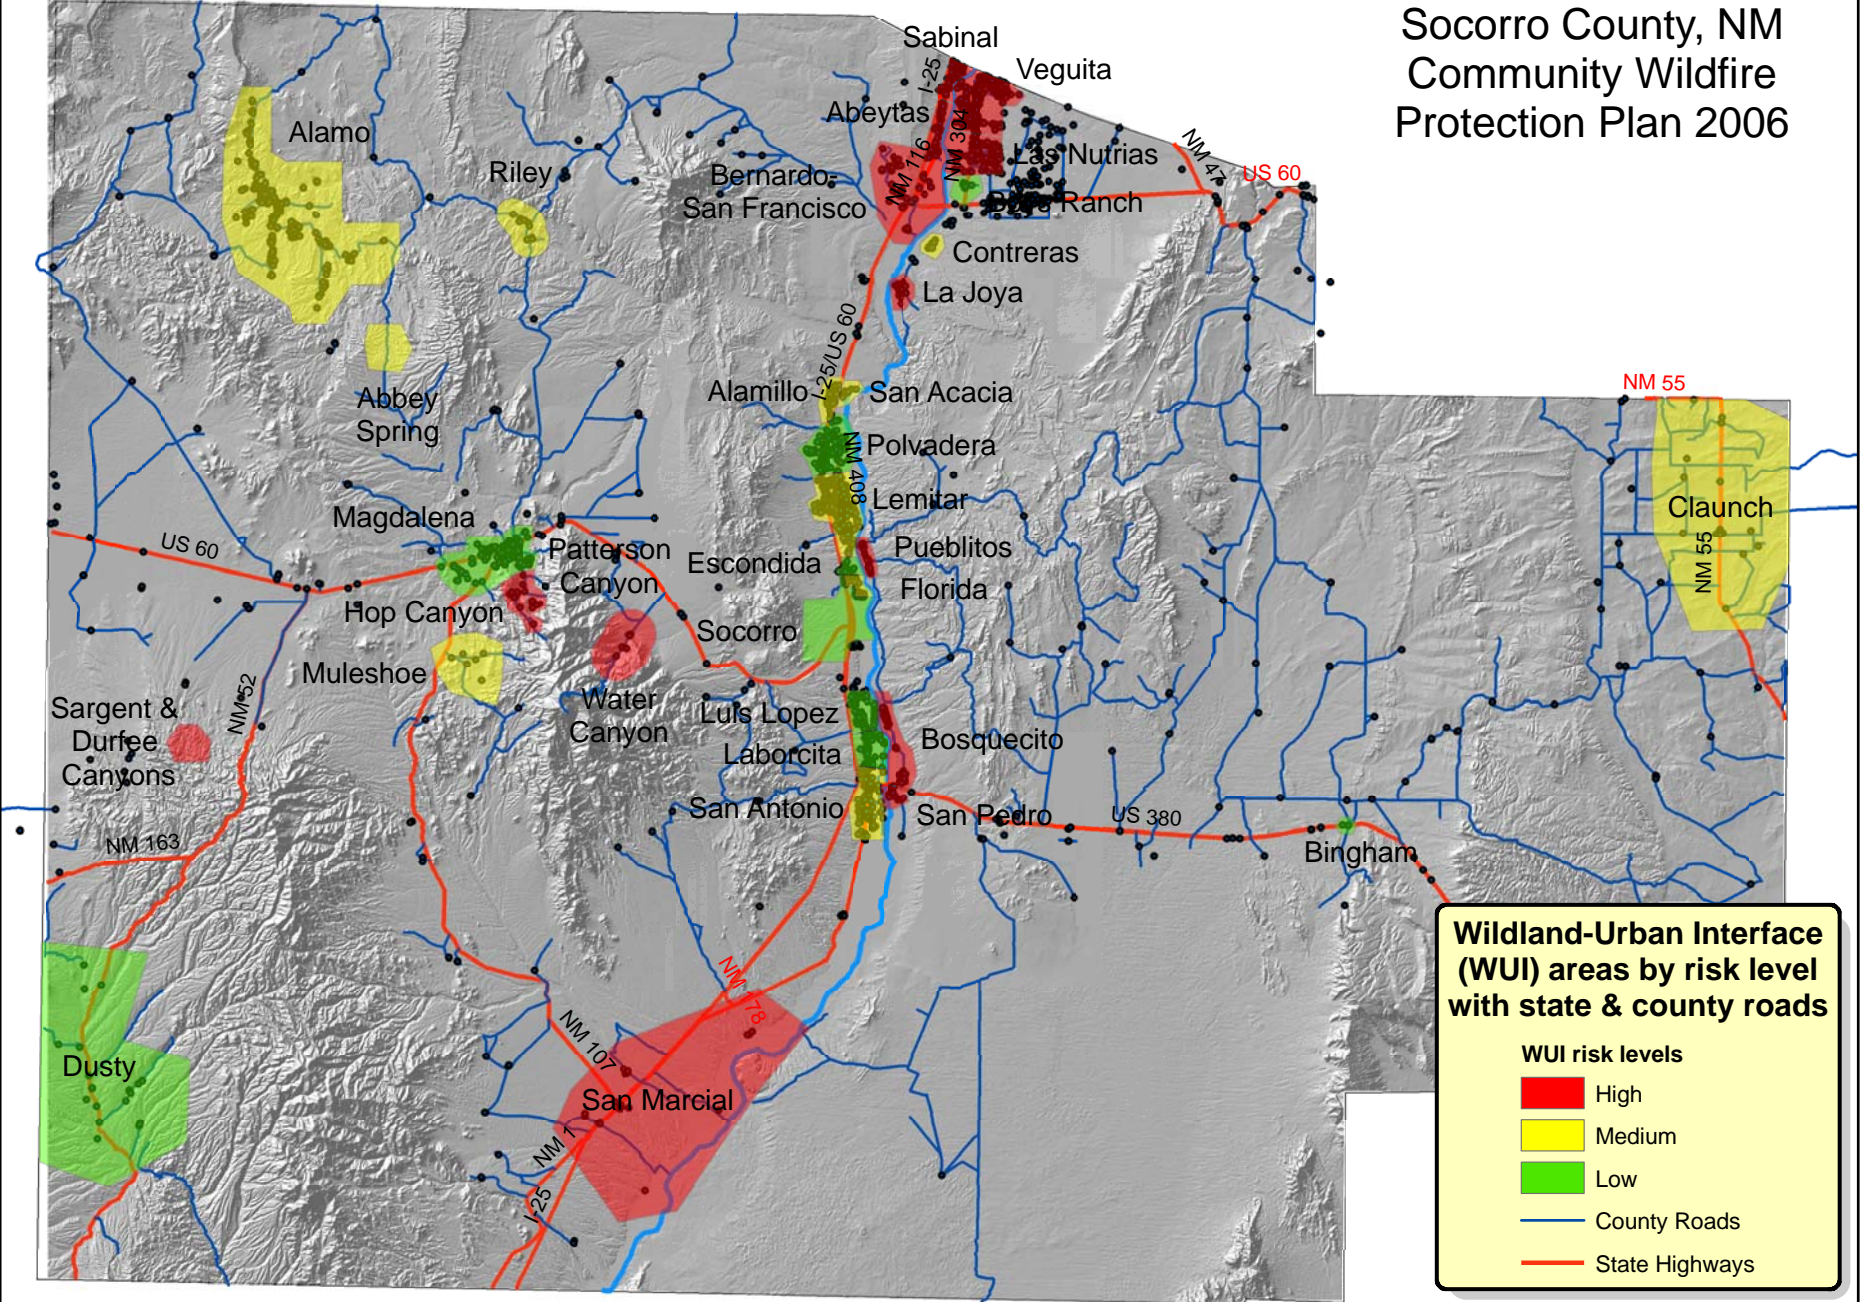 Socorro County, NM
Community Wildfire
Protection Plan 2006
Sabinal
Veguita
I-25
Abeytas
NM 304
NM 116
Las Nutrias
NM 47
US 60
Alamo
Riley
Bernardo-
San Francisco
Ranch
Contreras
La Joya
I-25/US 60
Alamillo
San Acacia
NM 55
Abbey
Spring
Polvadera
NM 408
Lemitar
Claunch
NM 55
Magdalena
US 60
Patterson
Canyon
Escondida
Pueblitos
Florida
Hop Canyon
Socorro
Muleshoe
Water
Canyon
NM 52
Sargent &
Durfee
Canyons
Luis Lopez
Laborcita
Bosquecito
San Antonio
San Pedro
US 380
Bingham
NM 163
NM 178
NM 107
Dusty
San Marcial
NM 1
I-25
Wildland-Urban Interface
(WUI) areas by risk level
with state & county roads
WUI risk levels
High
Medium
Low
County Roads
State Highways